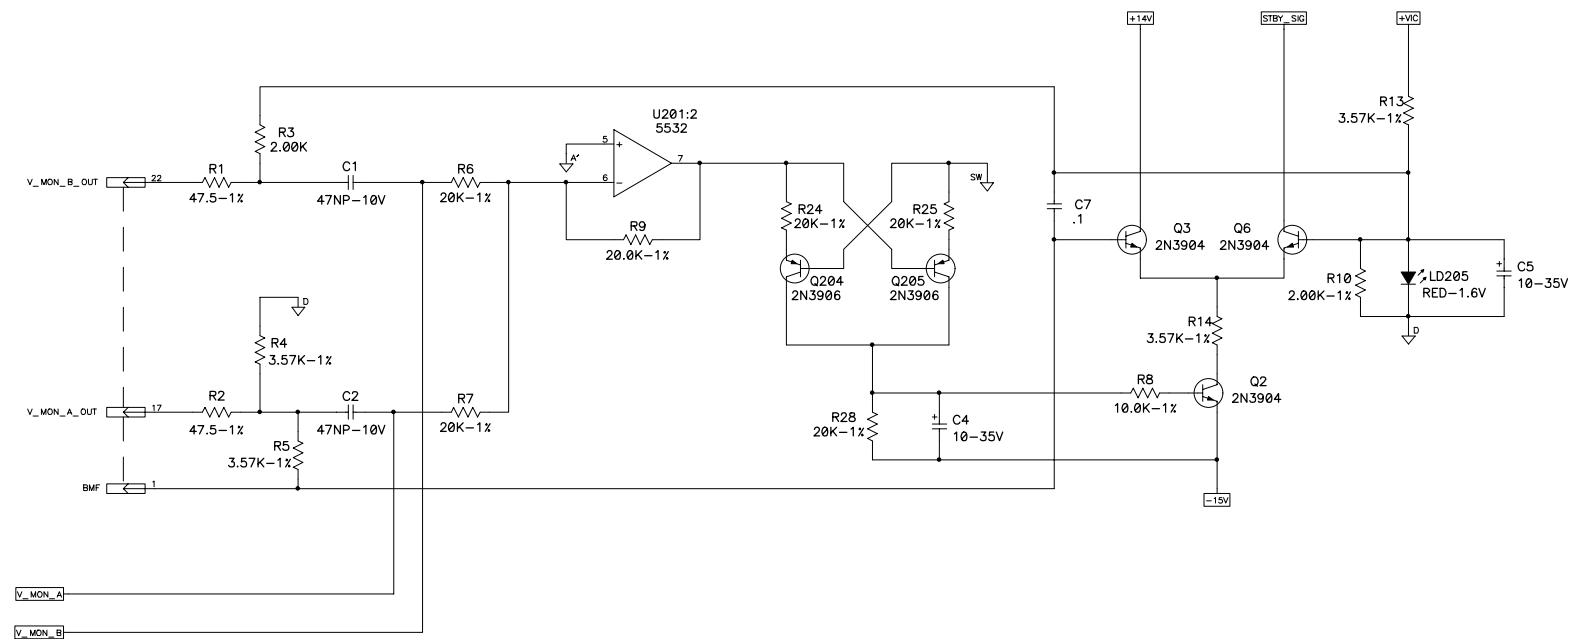 +14V
STBY_SIG
+VIC
R13
3.57K-1%
U201:2
5532
R3
2.00K
5
+
A'
7
6
-
V_MON_B_OUT
22
R1
47.5-1%
C1
47NP-10V
R6
20K-1%
SW
R9
20.0K-1%
R24
20K-1%
R25
20K-1%
C7
.1
Q3
2N3904
Q6
2N3904
Q204
2N3906
Q205
2N3906
R10
2.00K-1%
LD205
RED-1.6V
+
C5
10-35V
D
D
R4
3.57K-1%
R14
3.57K-1%
V_MON_A_OUT
17
R2
47.5-1%
C2
47NP-10V
R7
20K-1%
R8
10.0K-1%
Q2
2N3904
R28
20K-1%
+
C4
10-35V
R5
3.57K-1%
BMF
1
-15V
V_MON_A
V_MON_B